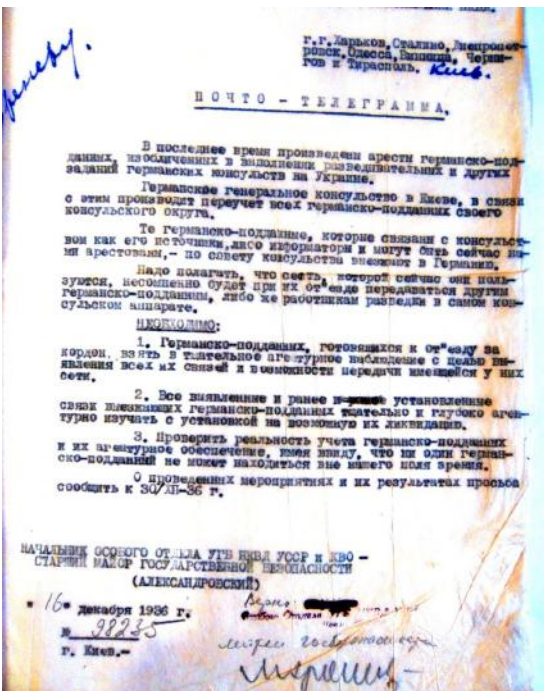 г.г.Харьков,Сталино,Днепропет-
ровск,Одесса,Винница, Черни-
гов и Тирасполь. Киев.
ПОЧТО - ТЕЛЕГРАММА.
В последнее время произведены аресты германско-под-
данных, изобличенных в выполнении разведывательных и других
заданий германских консульств на Украине.
Германское генеральное консульство в Киеве, в связи
с этим производит переучет всех германско-подданных своего
консульского округа.
Те германско-подданные, которые связаны с консульст-
вом как его источники,либо информаторы и могут быть сейчас на-
ми арестованы,- по совету консульства выезжают в Германию.
Надо полагать, что сеть, которой сейчас они поль-
зуются, несомненно будет при их от"езде передаваться другим
германско-подданным, либо же работникам разведки в самом кон-
сульском аппарате.
НЕОБХОДИМО:
1. Германско-подданных, готовящихся к от"езду за
кордон, взять в тщательное агентурное наблюдение с целью вы-
явления всех их связей и возможности передачи имеющейся у них
сети.
2. Все выявленные и ранее установленные
связи выезжающих германско-подданных тщательно и глубоко аген-
турно изучать с установкой на возможную их ликвидацию.
3. Проверить реальность учета германско-подданных
и их агентурное обеспечение, имея ввиду, что ни один герман-
ско-подданный не может находиться вне нашего поля зрения.
О проведенных мероприятиях и их результатах просьба
сообщить к 30/XII-36 г.
НАЧАЛЬНИК ОСОБОГО ОТДЕЛА УГБ НКВД УССР и КВО -
СТАРШИЙ МАЙОР ГОСУДАРСТВЕННОЙ БЕЗОПАСНОСТИ
(АЛЕКСАНДРОВСКИЙ)
"16" декабря 1936 г.
Верно:
№ 98235
г. Киев.-